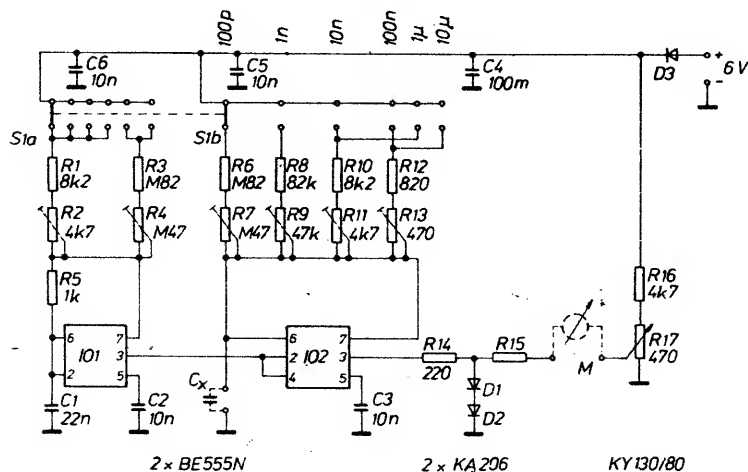 100p 1n 10n 100n 1µ 10µ
C6
10n
C5
10n
C4
100m
D3
+
6V
-
S1a
S1b
R1
8k2
R3
M82
R6
M82
R8
82k
R10
8k2
R12
820
R2
4k7
R4
M47
R7
M47
R9
47k
R11
4k7
R13
470
R5
1k
R16
4k7
R17
470
6 7
IO1 3
2 5
6 7
2 IO2 3
4 5
R14
220
R15
M
D1
D2
Cx
C1
22n
C2
10n
C3
10n
2 x BE555N
2 x KA206
KY130/80